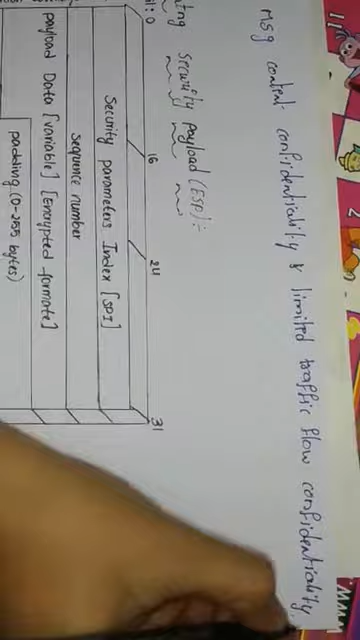 Msg content confidentiality & limited traffic flow confidentiality
Security payload (ESP):-
: 0 16 24 31
Security parameters Index [SPI]
sequence number
payload Data [variable] [Encrypted formate]
padding (0-255 bytes)